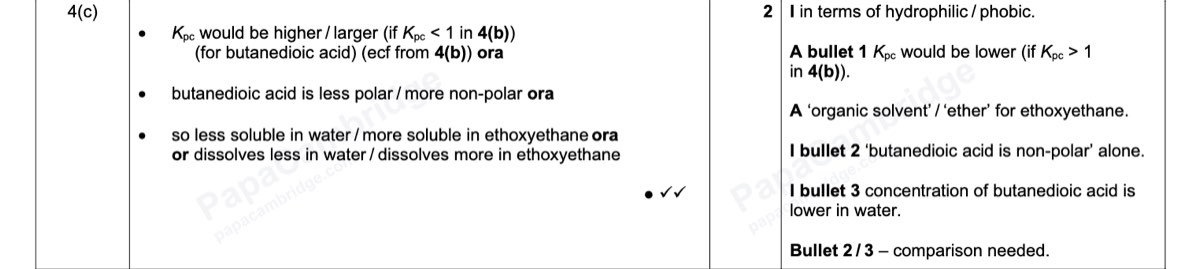 4(c)
• Kpc would be higher / larger (if Kpc < 1 in 4(b))
(for butanedioic acid) (ecf from 4(b)) ora
• butanedioic acid is less polar / more non-polar ora
• so less soluble in water / more soluble in ethoxyethane ora
or dissolves less in water / dissolves more in ethoxyethane
• ✓✓
2
I in terms of hydrophilic / phobic.
A bullet 1 Kpc would be lower (if Kpc > 1
in 4(b)).
A ‘organic solvent’ / ‘ether’ for ethoxyethane.
I bullet 2 ‘butanedioic acid is non-polar’ alone.
I bullet 3 concentration of butanedioic acid is
lower in water.
Bullet 2 / 3 – comparison needed.
PapaCambridge
papacambridge.com